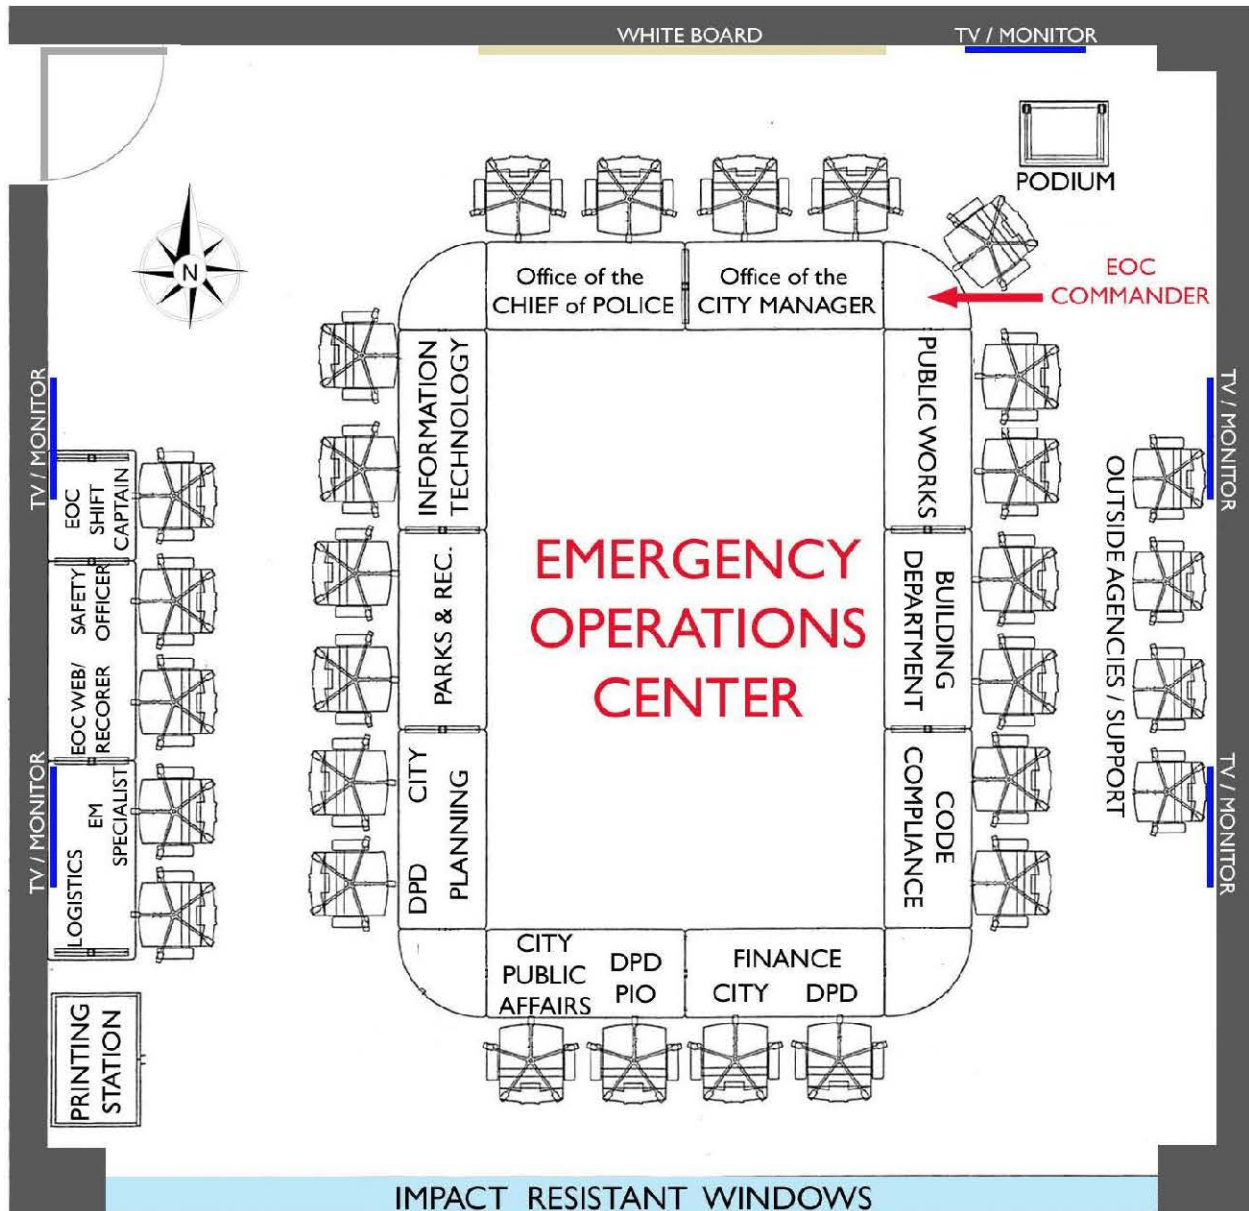 WHITE BOARD
TV / MONITOR
PODIUM
N
Office of the
CHIEF of POLICE
Office of the
CITY MANAGER
EOC
COMMANDER
TV / MONITOR
EOC
SHIFT
CAPTAIN
SAFETY
OFFICER
EOC WEB/
RECORER
EM
SPECIALIST
LOGISTICS
TV / MONITOR
PRINTING
STATION
INFORMATION
TECHNOLOGY
PARKS & REC.
CITY
PLANNING
DPD
EMERGENCY
OPERATIONS
CENTER
PUBLIC WORKS
BUILDING
DEPARTMENT
CODE
COMPLIANCE
OUTSIDE AGENCIES / SUPPORT
TV / MONITOR
TV / MONITOR
CITY
PUBLIC
AFFAIRS
DPD
PIO
FINANCE
CITY DPD
IMPACT RESISTANT WINDOWS